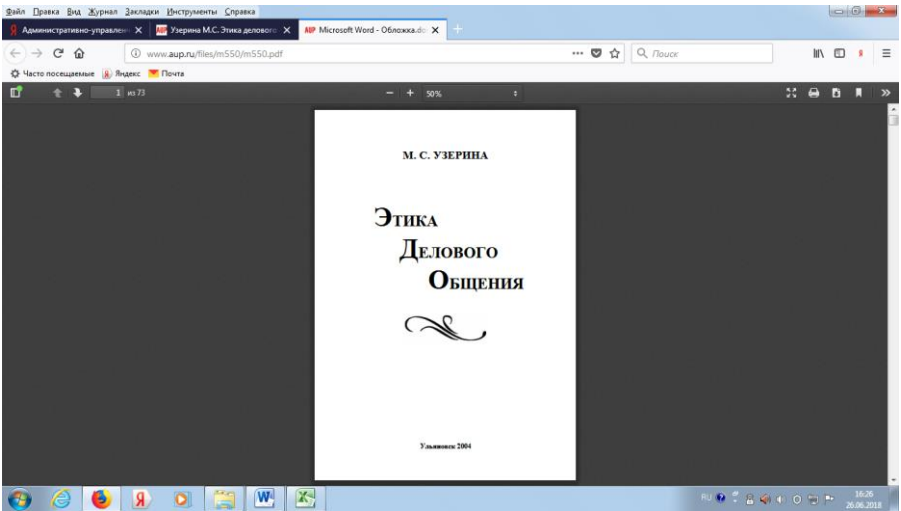 Файл Правка Вид Журнал Закладки Инструменты Справка
Административно-управлен
Узерина М.С. Этика делового
Microsoft Word - Обложка.do
www.aup.ru/files/m550/m550.pdf
Поиск
Часто посещаемые Яндекс Почта
1 из 73
50%
М. С. УЗЕРИНА
ЭТИКА
ДЕЛОВОГО
ОБЩЕНИЯ
Ульяновск 2004
RU
16:26
26.06.2018